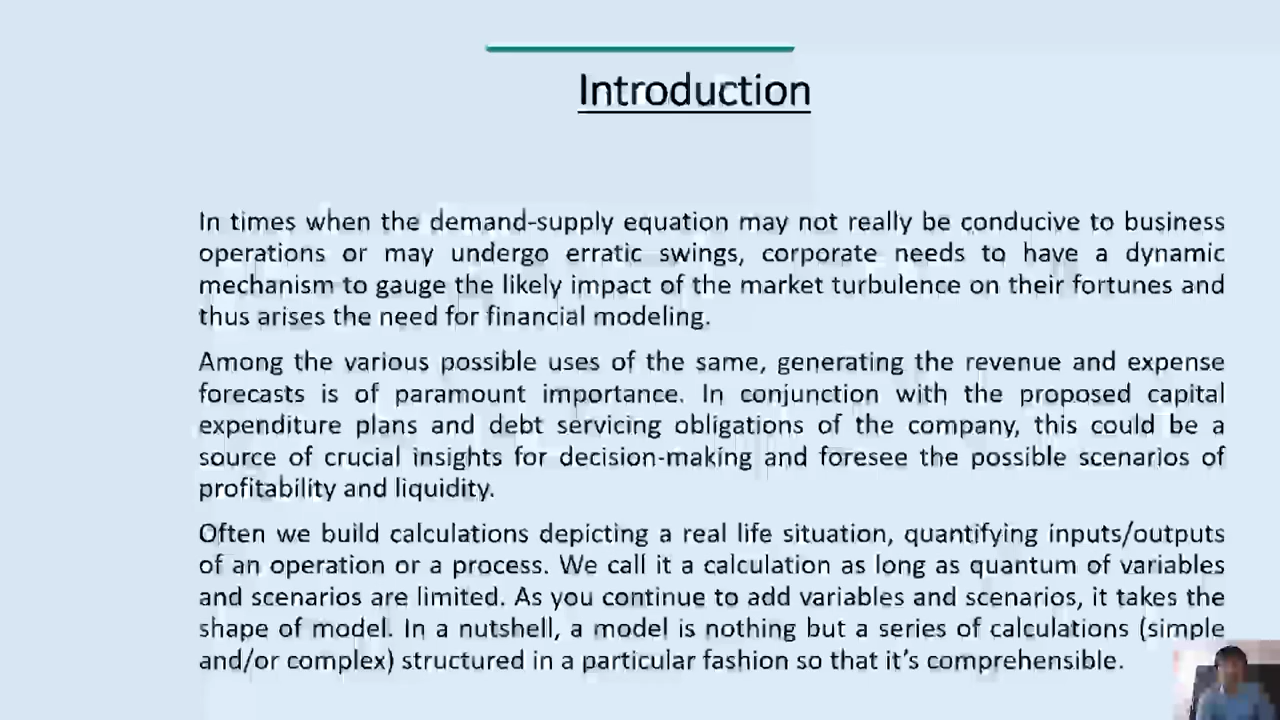 Introduction
In times when the demand-supply equation may not really be conducive to business
operations or may undergo erratic swings, corporate needs to have a dynamic
mechanism to gauge the likely impact of the market turbulence on their fortunes and
thus arises the need for financial modeling.
Among the various possible uses of the same, generating the revenue and expense
forecasts is of paramount importance. In conjunction with the proposed capital
expenditure plans and debt servicing obligations of the company, this could be a
source of crucial insights for decision-making and foresee the possible scenarios of
profitability and liquidity.
Often we build calculations depicting a real life situation, quantifying inputs/outputs
of an operation or a process. We call it a calculation as long as quantum of variables
and scenarios are limited. As you continue to add variables and scenarios, it takes the
shape of model. In a nutshell, a model is nothing but a series of calculations (simple
and/or complex) structured in a particular fashion so that it’s comprehensible.